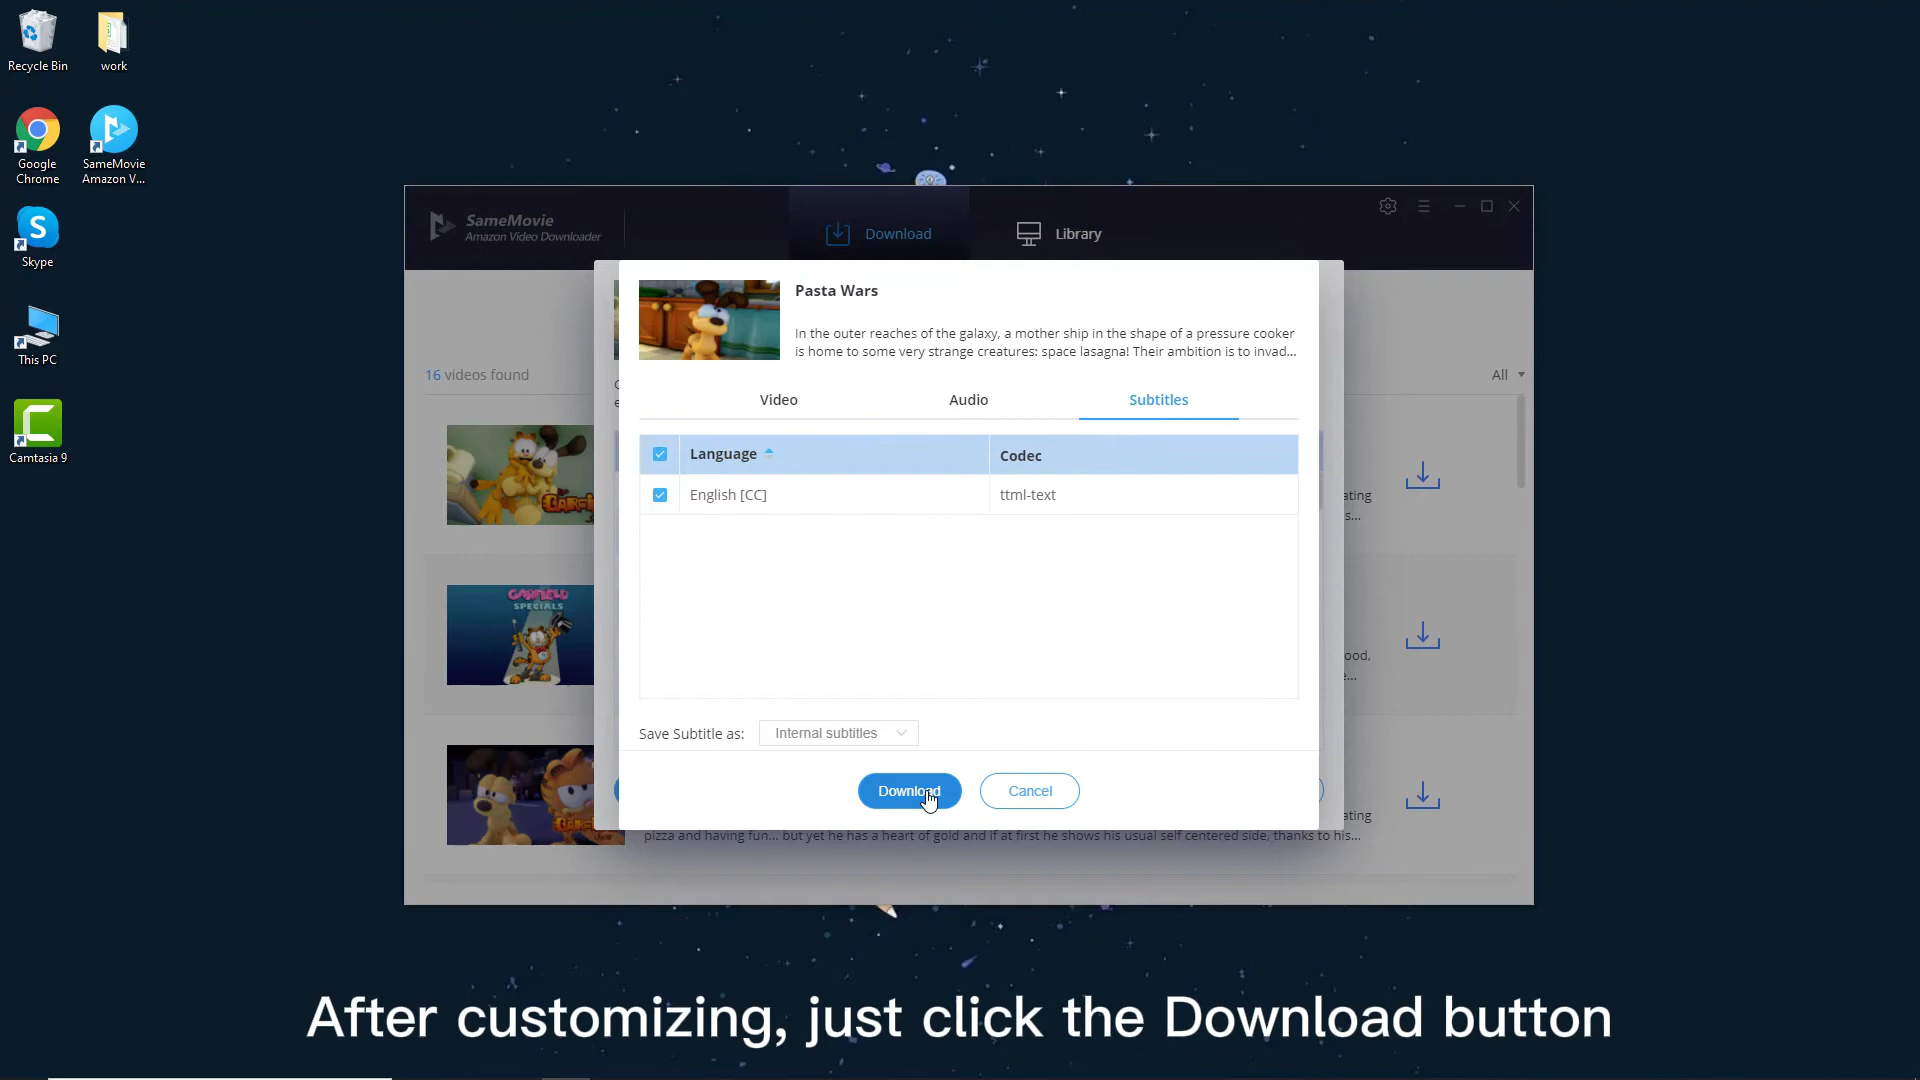 Recycle Bin
work
Google
Chrome
SameMovie
Amazon V...
Skype
This PC
Camtasia 9
SameMovie
Amazon Video Downloader
Download
Library
16 videos found
All
Pasta Wars
In the outer reaches of the galaxy, a mother ship in the shape of a pressure cooker
is home to some very strange creatures: space lasagna! Their ambition is to invad...
Video
Audio
Subtitles
Language
Codec
English [CC]
ttml-text
Save Subtitle as:
Internal subtitles
Download
Cancel
GARFIELD
SPECIALS
ating
s...
ood,
e...
ating
pizza and having fun... but yet he has a heart of gold and if at first he shows his usual self centered side, thanks to his...
After customizing, just click the Download button